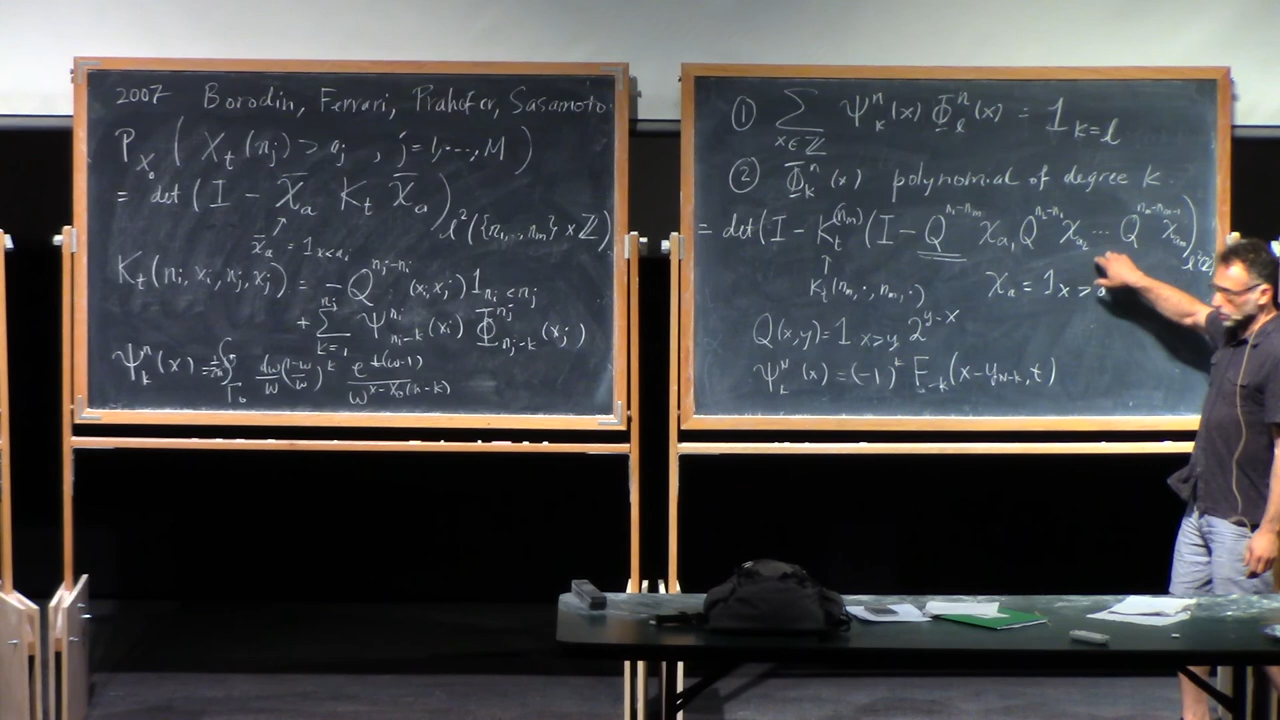 2007 Borodin, Ferrari, Prahofer, Sasamoto.
P_{X_0} ( X_t(n_j) > a_j , j=1,...,M )
= det ( I - χ̄_a K_t χ̄_a )_{ℓ²({n_1,..,n_m} × ℤ)}
χ̄_a = 1_{x<a_i}
K_t(n_i, x_i, n_j, x_j) = -Q^{n_j-n_i}(x_i, x_j) 1_{n_i<n_j}
+ Σ_{k=1}^{n_j} Ψ^{n_i}_{n_i-k}(x_i) Φ^{n_j}_{n_j-k}(x_j)
Ψ^n_k(x) = 1/2πi ∮_{Γ_0} dw/w ((1-w)/w)^k e^{t(w-1)}/w^{x-X_0(n-k)}
① Σ_{x∈ℤ} Ψ^n_k(x) Φ^n_ℓ(x) = 1_{k=ℓ}
② Φ^n_k(x) polynomial of degree k.
= det(I - K_t^{(n_m)}(I - Q^{n_1-n_m} χ_{a_1} Q^{n_2-n_1} χ_{a_2} ... Q^{n_m-n_{m-1}} χ_{a_m})_{ℓ²(ℤ)}
K_t(n_m, ·, n_m, ·) χ_a = 1_{x>a}
Q(x,y) = 1_{x>y} 2^{y-x}
Ψ^N_k(x) = (-1)^k F_{-k}(x-y_{N-k}, t)